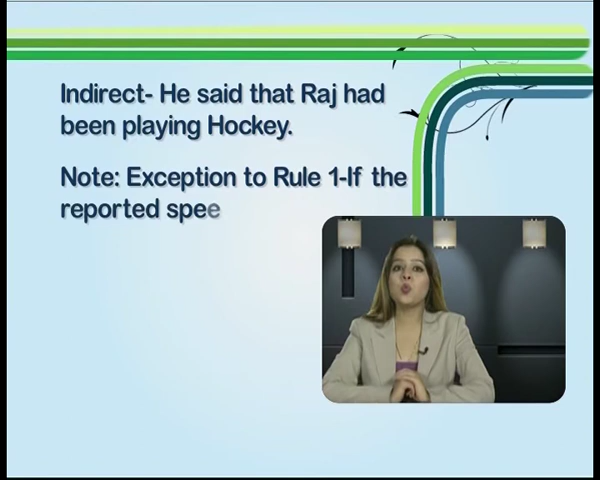 Indirect- He said that Raj had
been playing Hockey.
Note: Exception to Rule 1-If the
reported spee